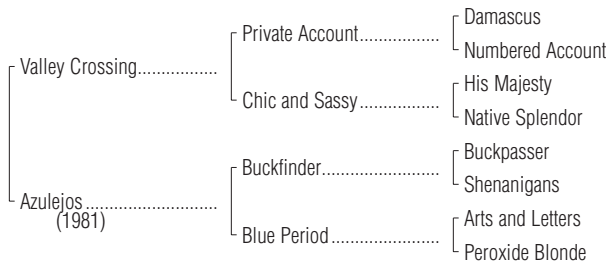 Damascus
Private Account..................
Numbered Account
Valley Crossing.................
His Majesty
Chic and Sassy..................
Native Splendor
Buckpasser
Buckfinder..........................
Shenanigans
Azulejos ............................
(1981)
Arts and Letters
Blue Period........................
Peroxide Blonde